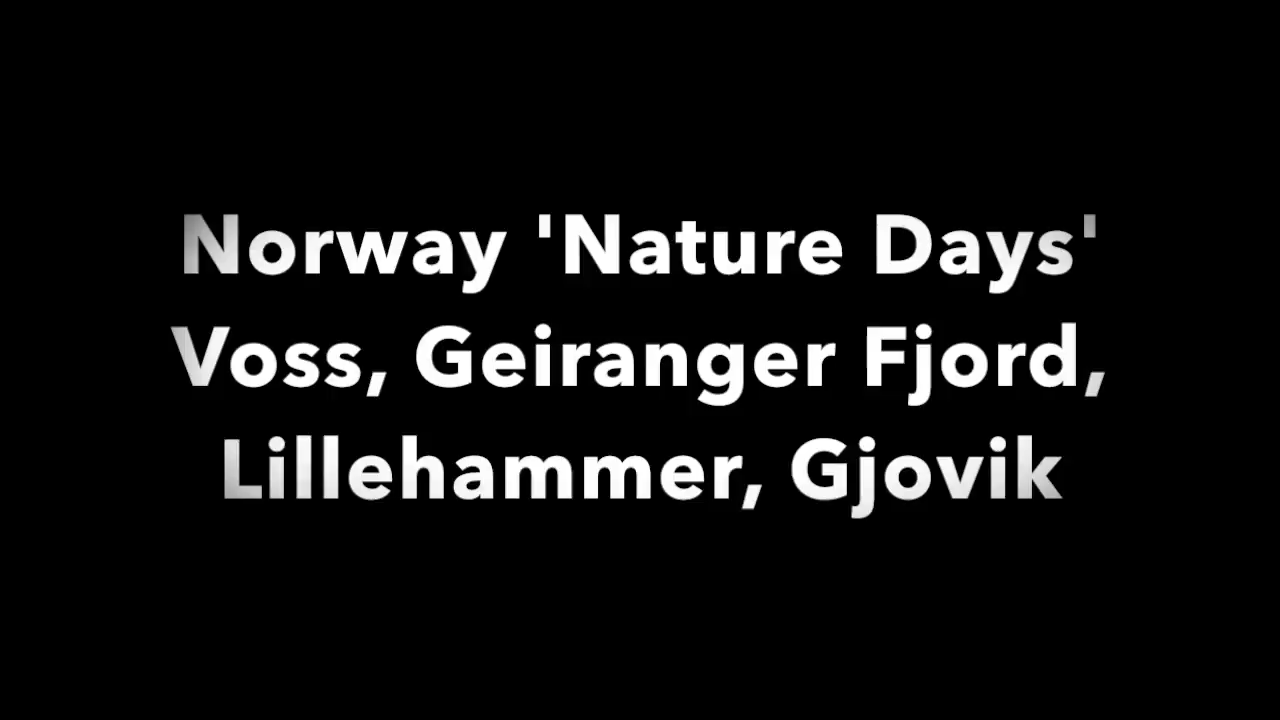 Norway 'Nature Days'
Voss, Geiranger Fjord,
Lillehammer, Gjovik